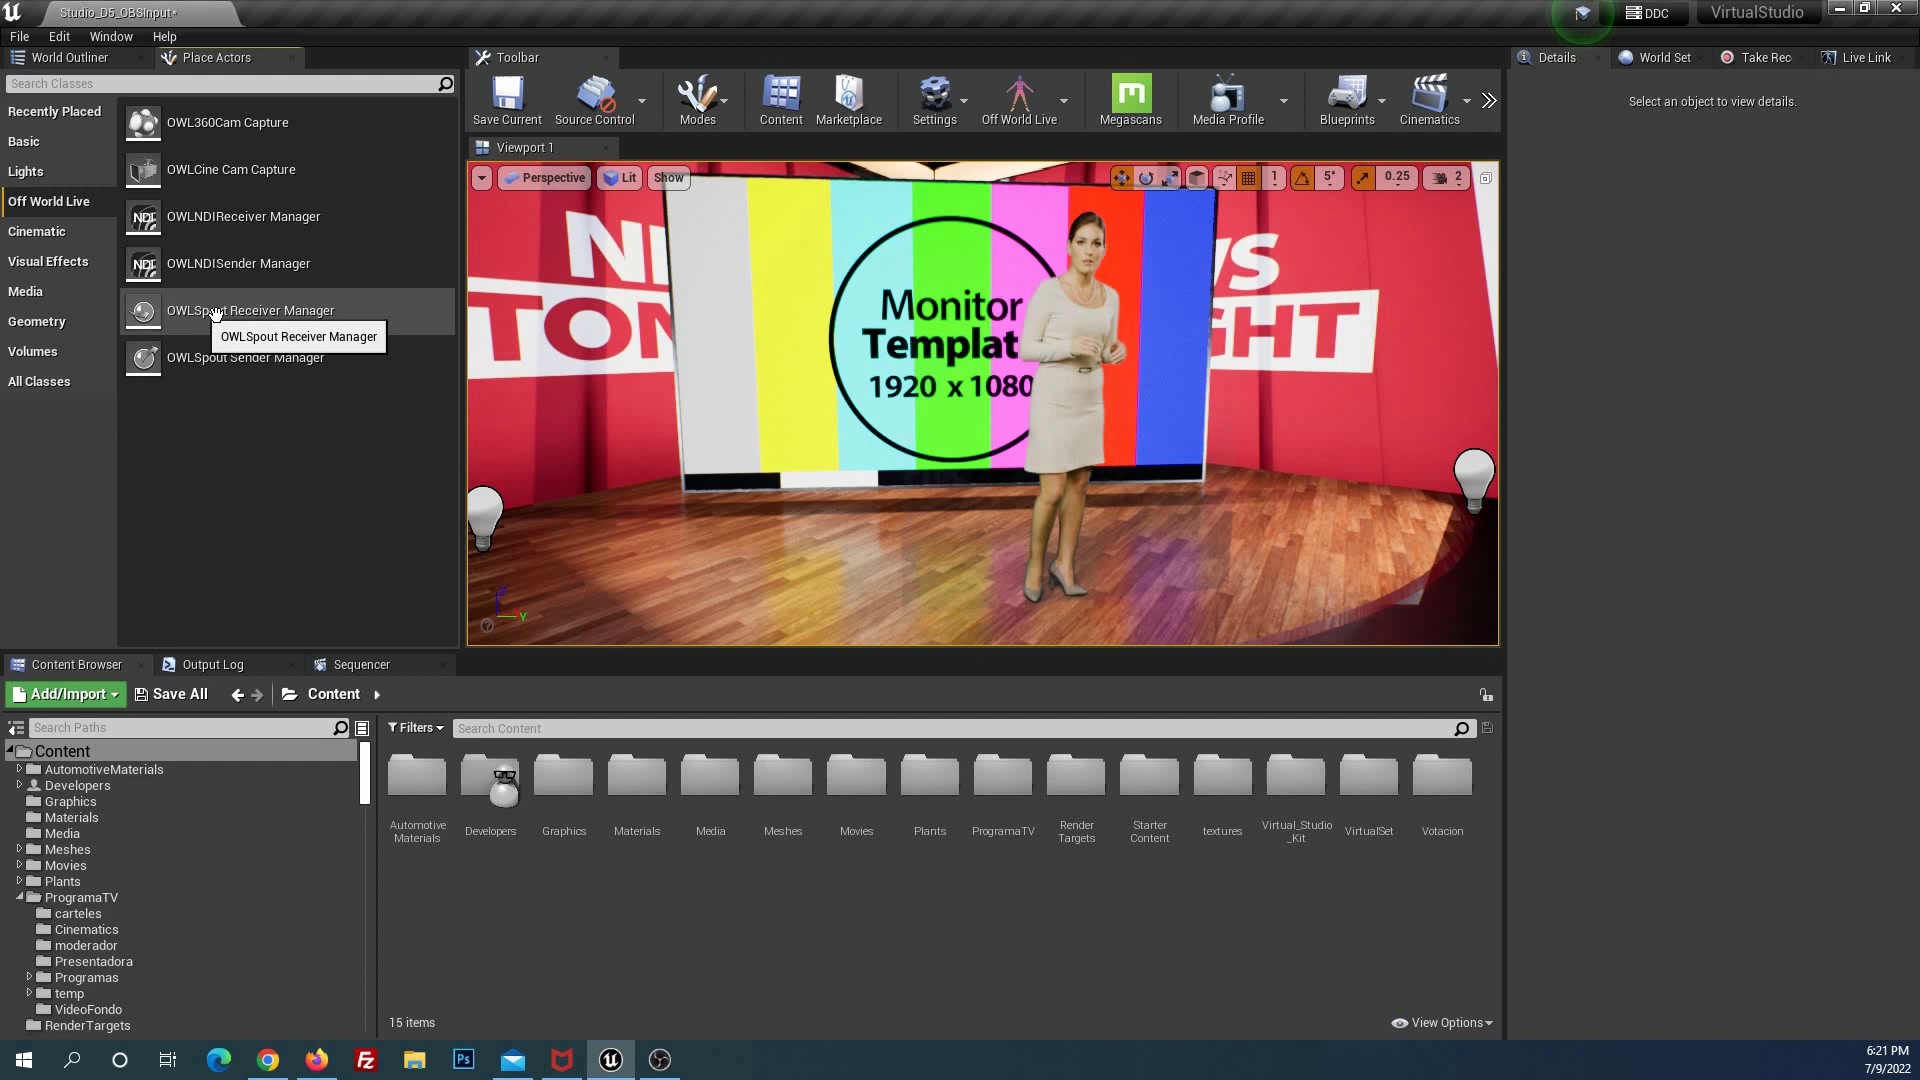 Studio_D5_OBSInput*
DDC
VirtualStudio
File
Edit
Window
Help
World Outliner
Place Actors
Toolbar
Details
World Set
Take Rec
Live Link
Search Classes
Recently Placed
Basic
Lights
Off World Live
Cinematic
Visual Effects
Media
Geometry
Volumes
All Classes
OWL360Cam Capture
OWLCine Cam Capture
OWLNDIReceiver Manager
OWLNDISender Manager
OWLSpout Receiver Manager
OWLSpout Receiver Manager
OWLSpout Sender Manager
NDI
NDI
Save Current
Source Control
Modes
Content
Marketplace
Settings
Off World Live
Megascans
Media Profile
Blueprints
Cinematics
Select an object to view details.
Viewport 1
Perspective
Lit
Show
1
5°
0.25
2
Monitor
Templat
1920 x 1080
Y
Content Browser
Output Log
Sequencer
Add/Import
Save All
Content
Search Paths
Filters
Search Content
Content
AutomotiveMaterials
Developers
Graphics
Materials
Media
Meshes
Movies
Plants
ProgramaTV
carteles
Cinematics
moderador
Presentadora
Programas
temp
VideoFondo
RenderTargets
Automotive
Materials
Developers
Graphics
Materials
Media
Meshes
Movies
Plants
ProgramaTV
Render
Targets
Starter
Content
textures
Virtual_Studio
_Kit
VirtualSet
Votacion
15 items
View Options
Fz
Ps
6:21 PM
7/9/2022